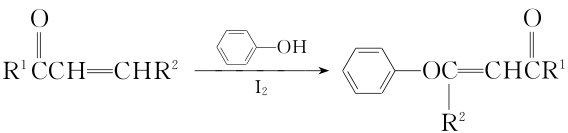 O
R¹CCH=CHR²
OH
I₂
O
OC=CHCR¹
R²